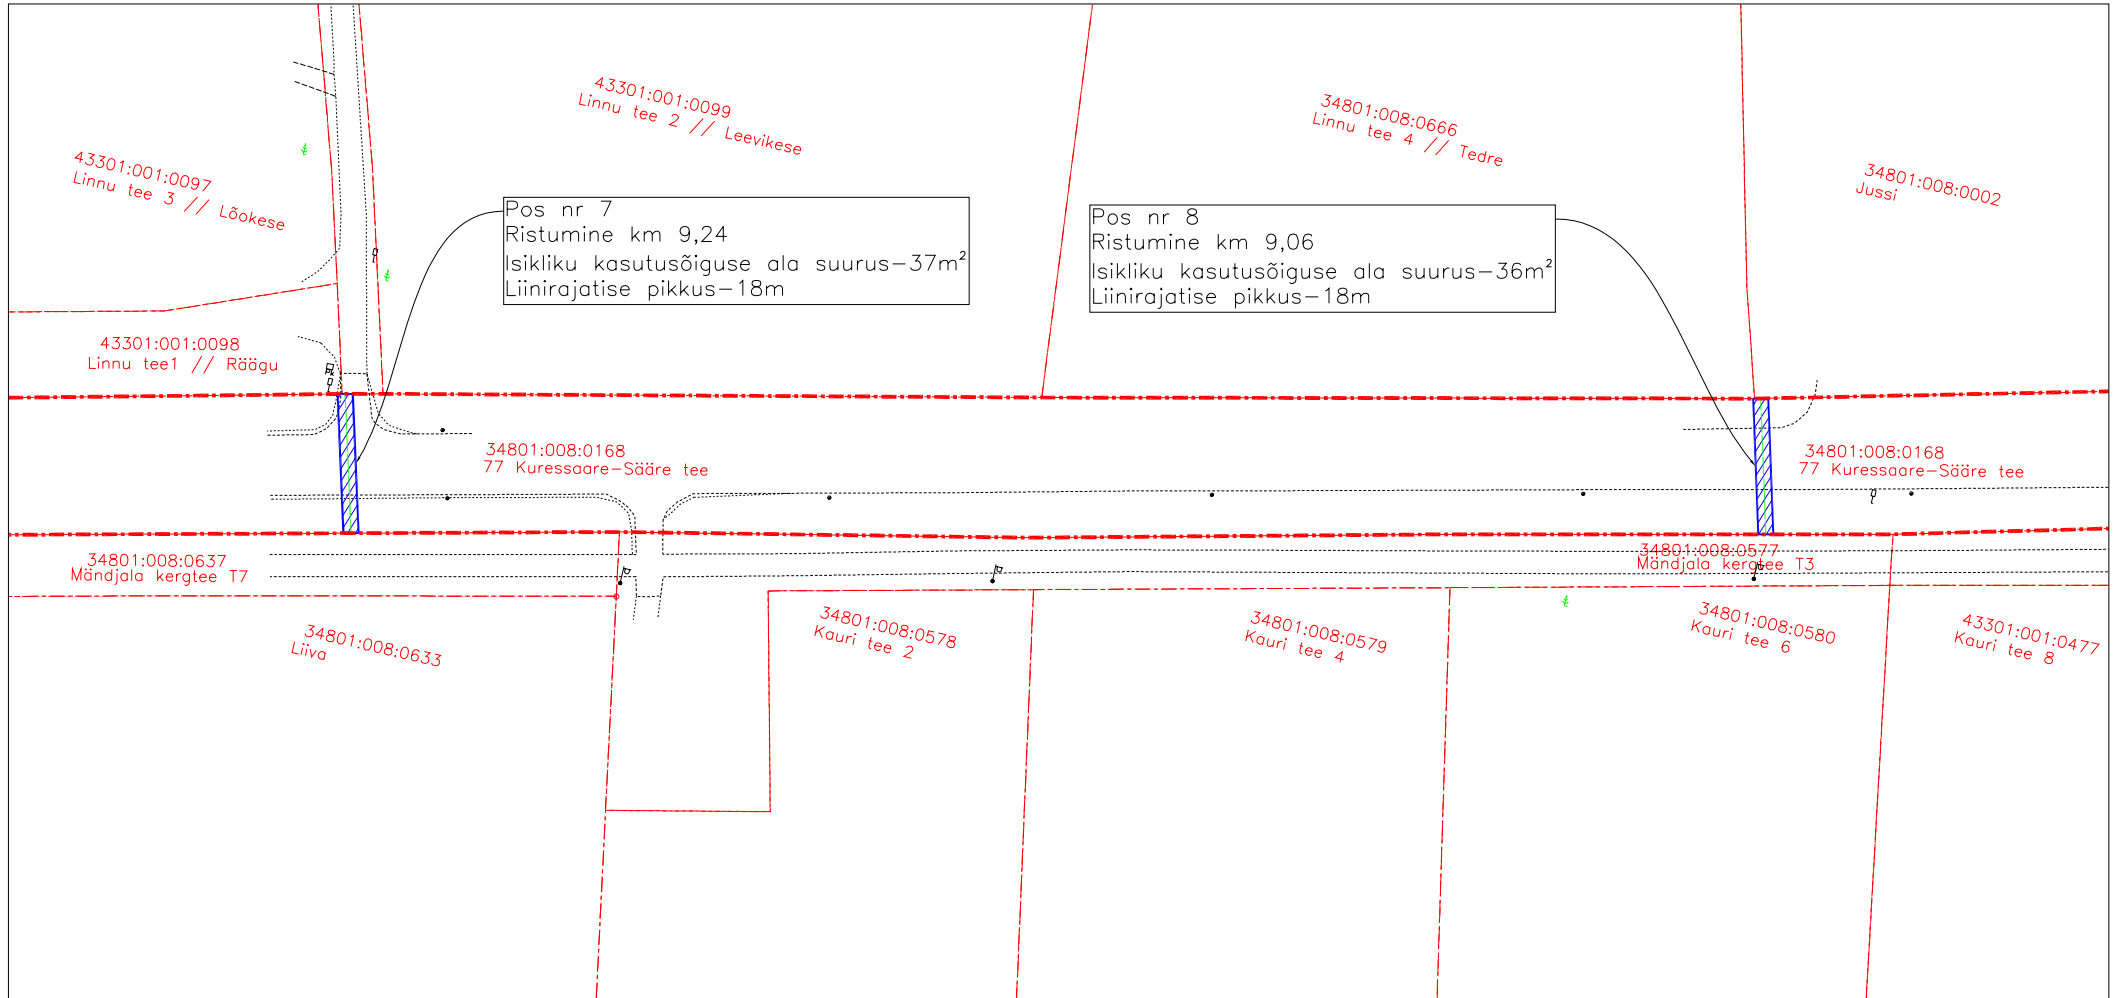 43301:001:0099
Linnu tee 2 // Leevikese
34801:008:0666
Linnu tee 4 // Tedre
43301:001:0097
Linnu tee 3 // Lõokese
34801:008:0002
Jussi
Pos nr 7
Ristumine km 9,24
Isikliku kasutusõiguse ala suurus-37m²
Liinirajatise pikkus-18m
Pos nr 8
Ristumine km 9,06
Isikliku kasutusõiguse ala suurus-36m²
Liinirajatise pikkus-18m
43301:001:0098
Linnu tee1 // Räägu
34801:008:0168
77 Kuressaare-Sääre tee
34801:008:0168
77 Kuressaare-Sääre tee
34801:008:0637
Mändjala kergtee T7
34801:008:0577
Mändjala kergtee T3
34801:008:0633
Liiva
34801:008:0578
Kauri tee 2
34801:008:0579
Kauri tee 4
34801:008:0580
Kauri tee 6
43301:001:0477
Kauri tee 8